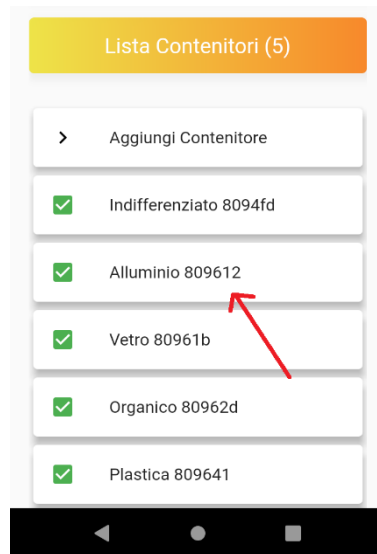 Lista Contenitori (5)
Aggiungi Contenitore
Indifferenziato 8094fd
Alluminio 809612
Vetro 80961b
Organico 80962d
Plastica 809641